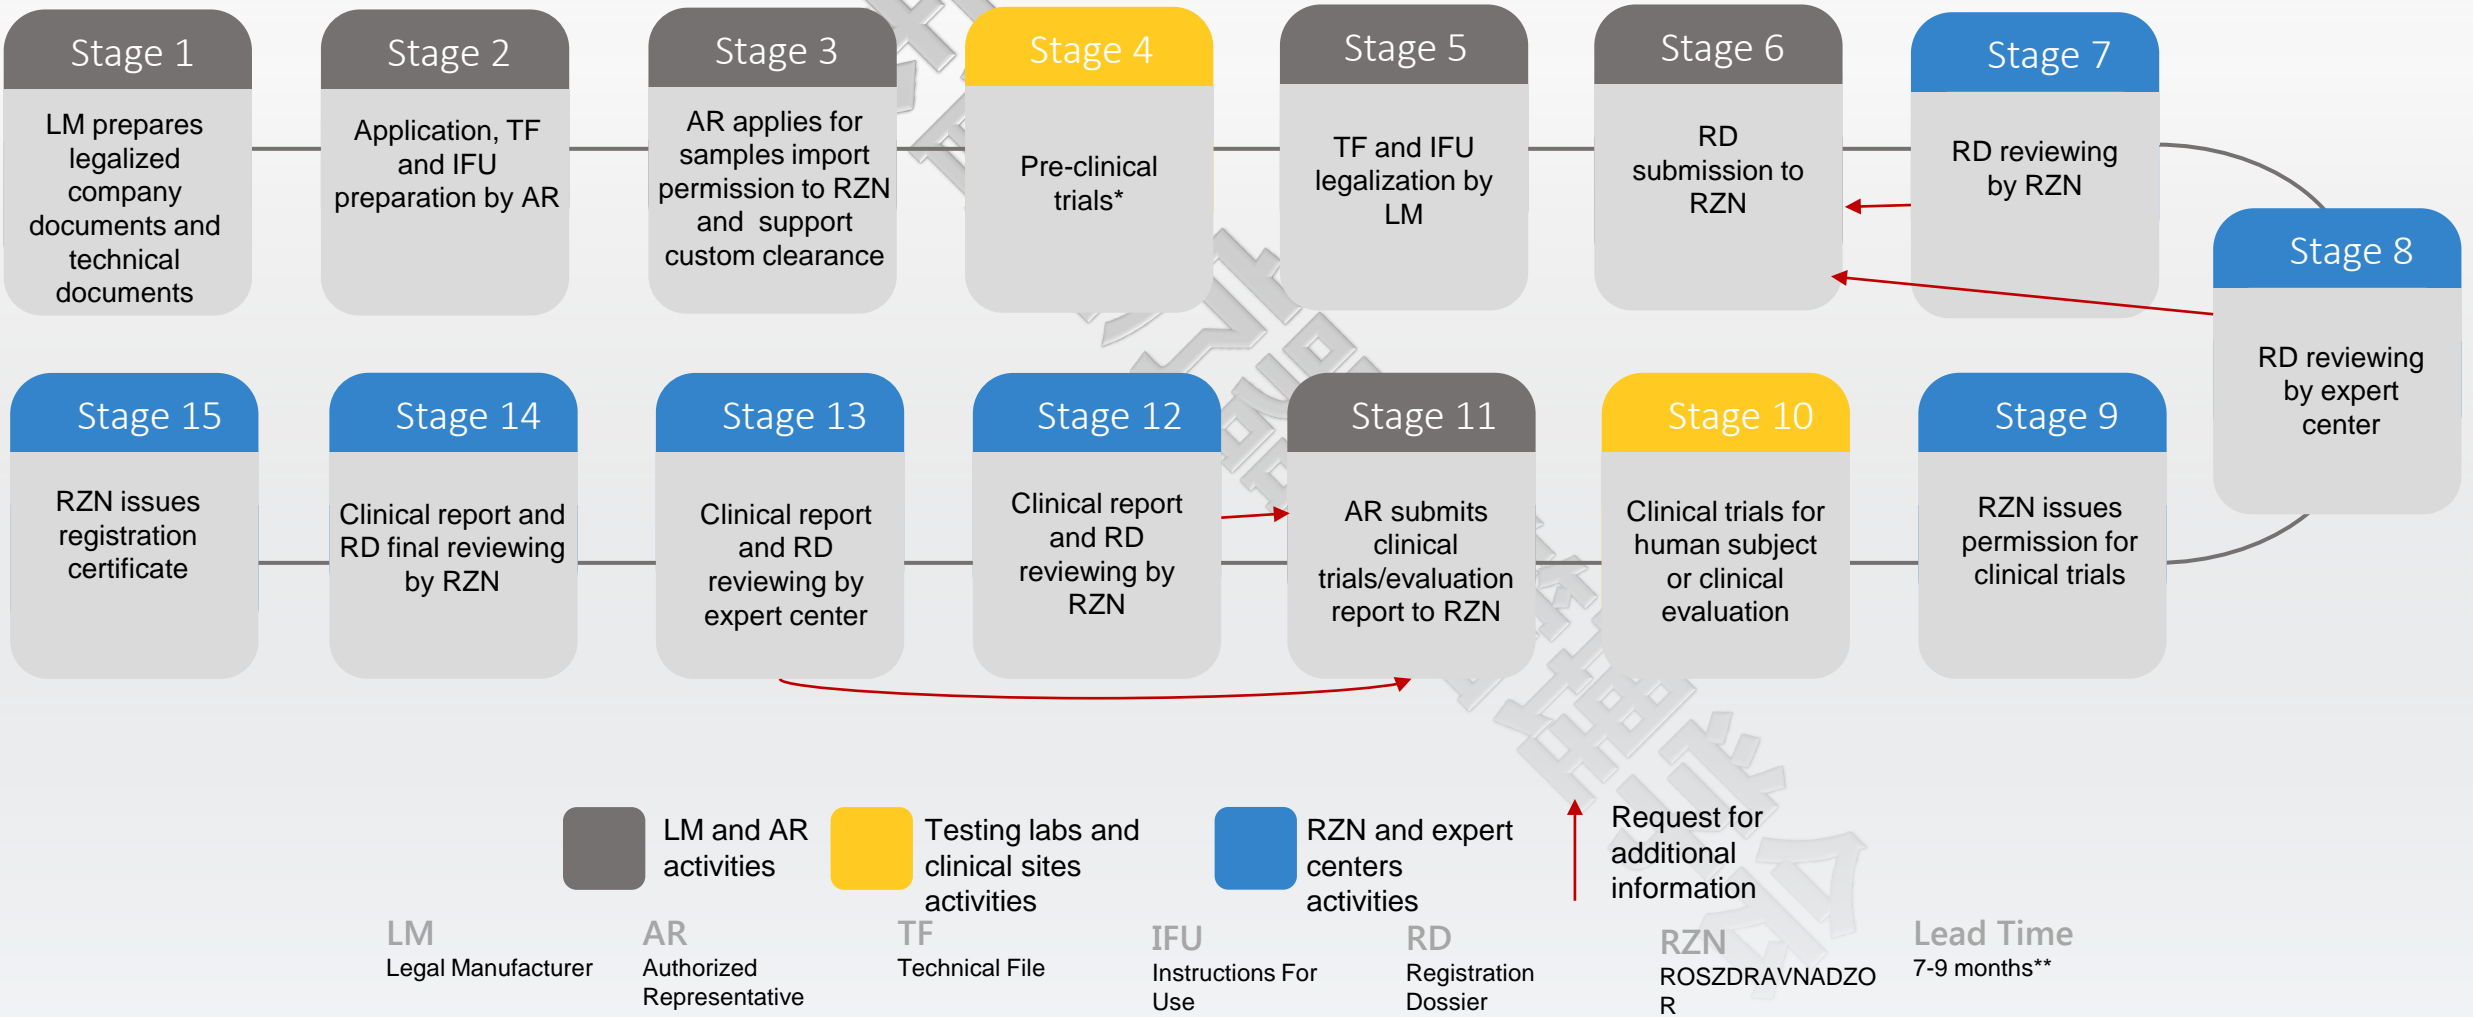 Stage 1
LM prepares
legalized
company
documents and
technical
documents
Stage 2
Application, TF
and IFU
preparation by AR
Stage 3
AR applies for
samples import
permission to RZN
and support
custom clearance
Stage 4
Pre-clinical
trials*
Stage 5
TF and IFU
legalization by
LM
Stage 6
RD
submission to
RZN
Stage 7
RD reviewing
by RZN
Stage 8
RD reviewing
by expert
center
Stage 15
RZN issues
registration
certificate
Stage 14
Clinical report and
RD final reviewing
by RZN
Stage 13
Clinical report
and RD
reviewing by
expert center
Stage 12
Clinical report
and RD
reviewing by
RZN
Stage 11
AR submits
clinical
trials/evaluation
report to RZN
Stage 10
Clinical trials for
human subject
or clinical
evaluation
Stage 9
RZN issues
permission for
clinical trials
LM and AR
activities
Testing labs and
clinical sites
activities
RZN and expert
centers
activities
Request for
additional
information
LM
Legal Manufacturer
AR
Authorized
Representative
TF
Technical File
IFU
Instructions For
Use
RD
Registration
Dossier
RZN
ROSZDRAVNADZO
R
Lead Time
7-9 months**